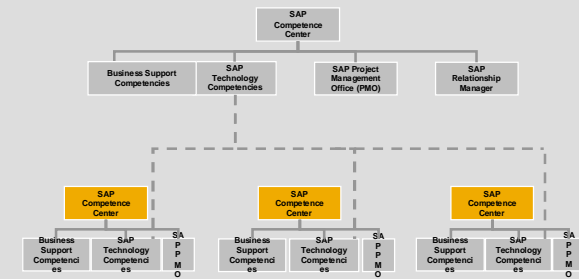 SAP
Competence
Center
Business Support
Competencies
SAP
Technology
Competencies
SAP Project
Management
Office (PMO)
SAP
Relationship
Manager
SAP
Competence
Center
SAP
Competence
Center
SAP
Competence
Center
Business
Support
Competenci
es
SAP
Technology
Competenci
es
SA
P
P
M
O
Business
Support
Competenci
es
SAP
Technology
Competenci
es
SA
P
P
M
O
Business
Support
Competenci
es
SAP
Technology
Competenci
es
SA
P
P
M
O